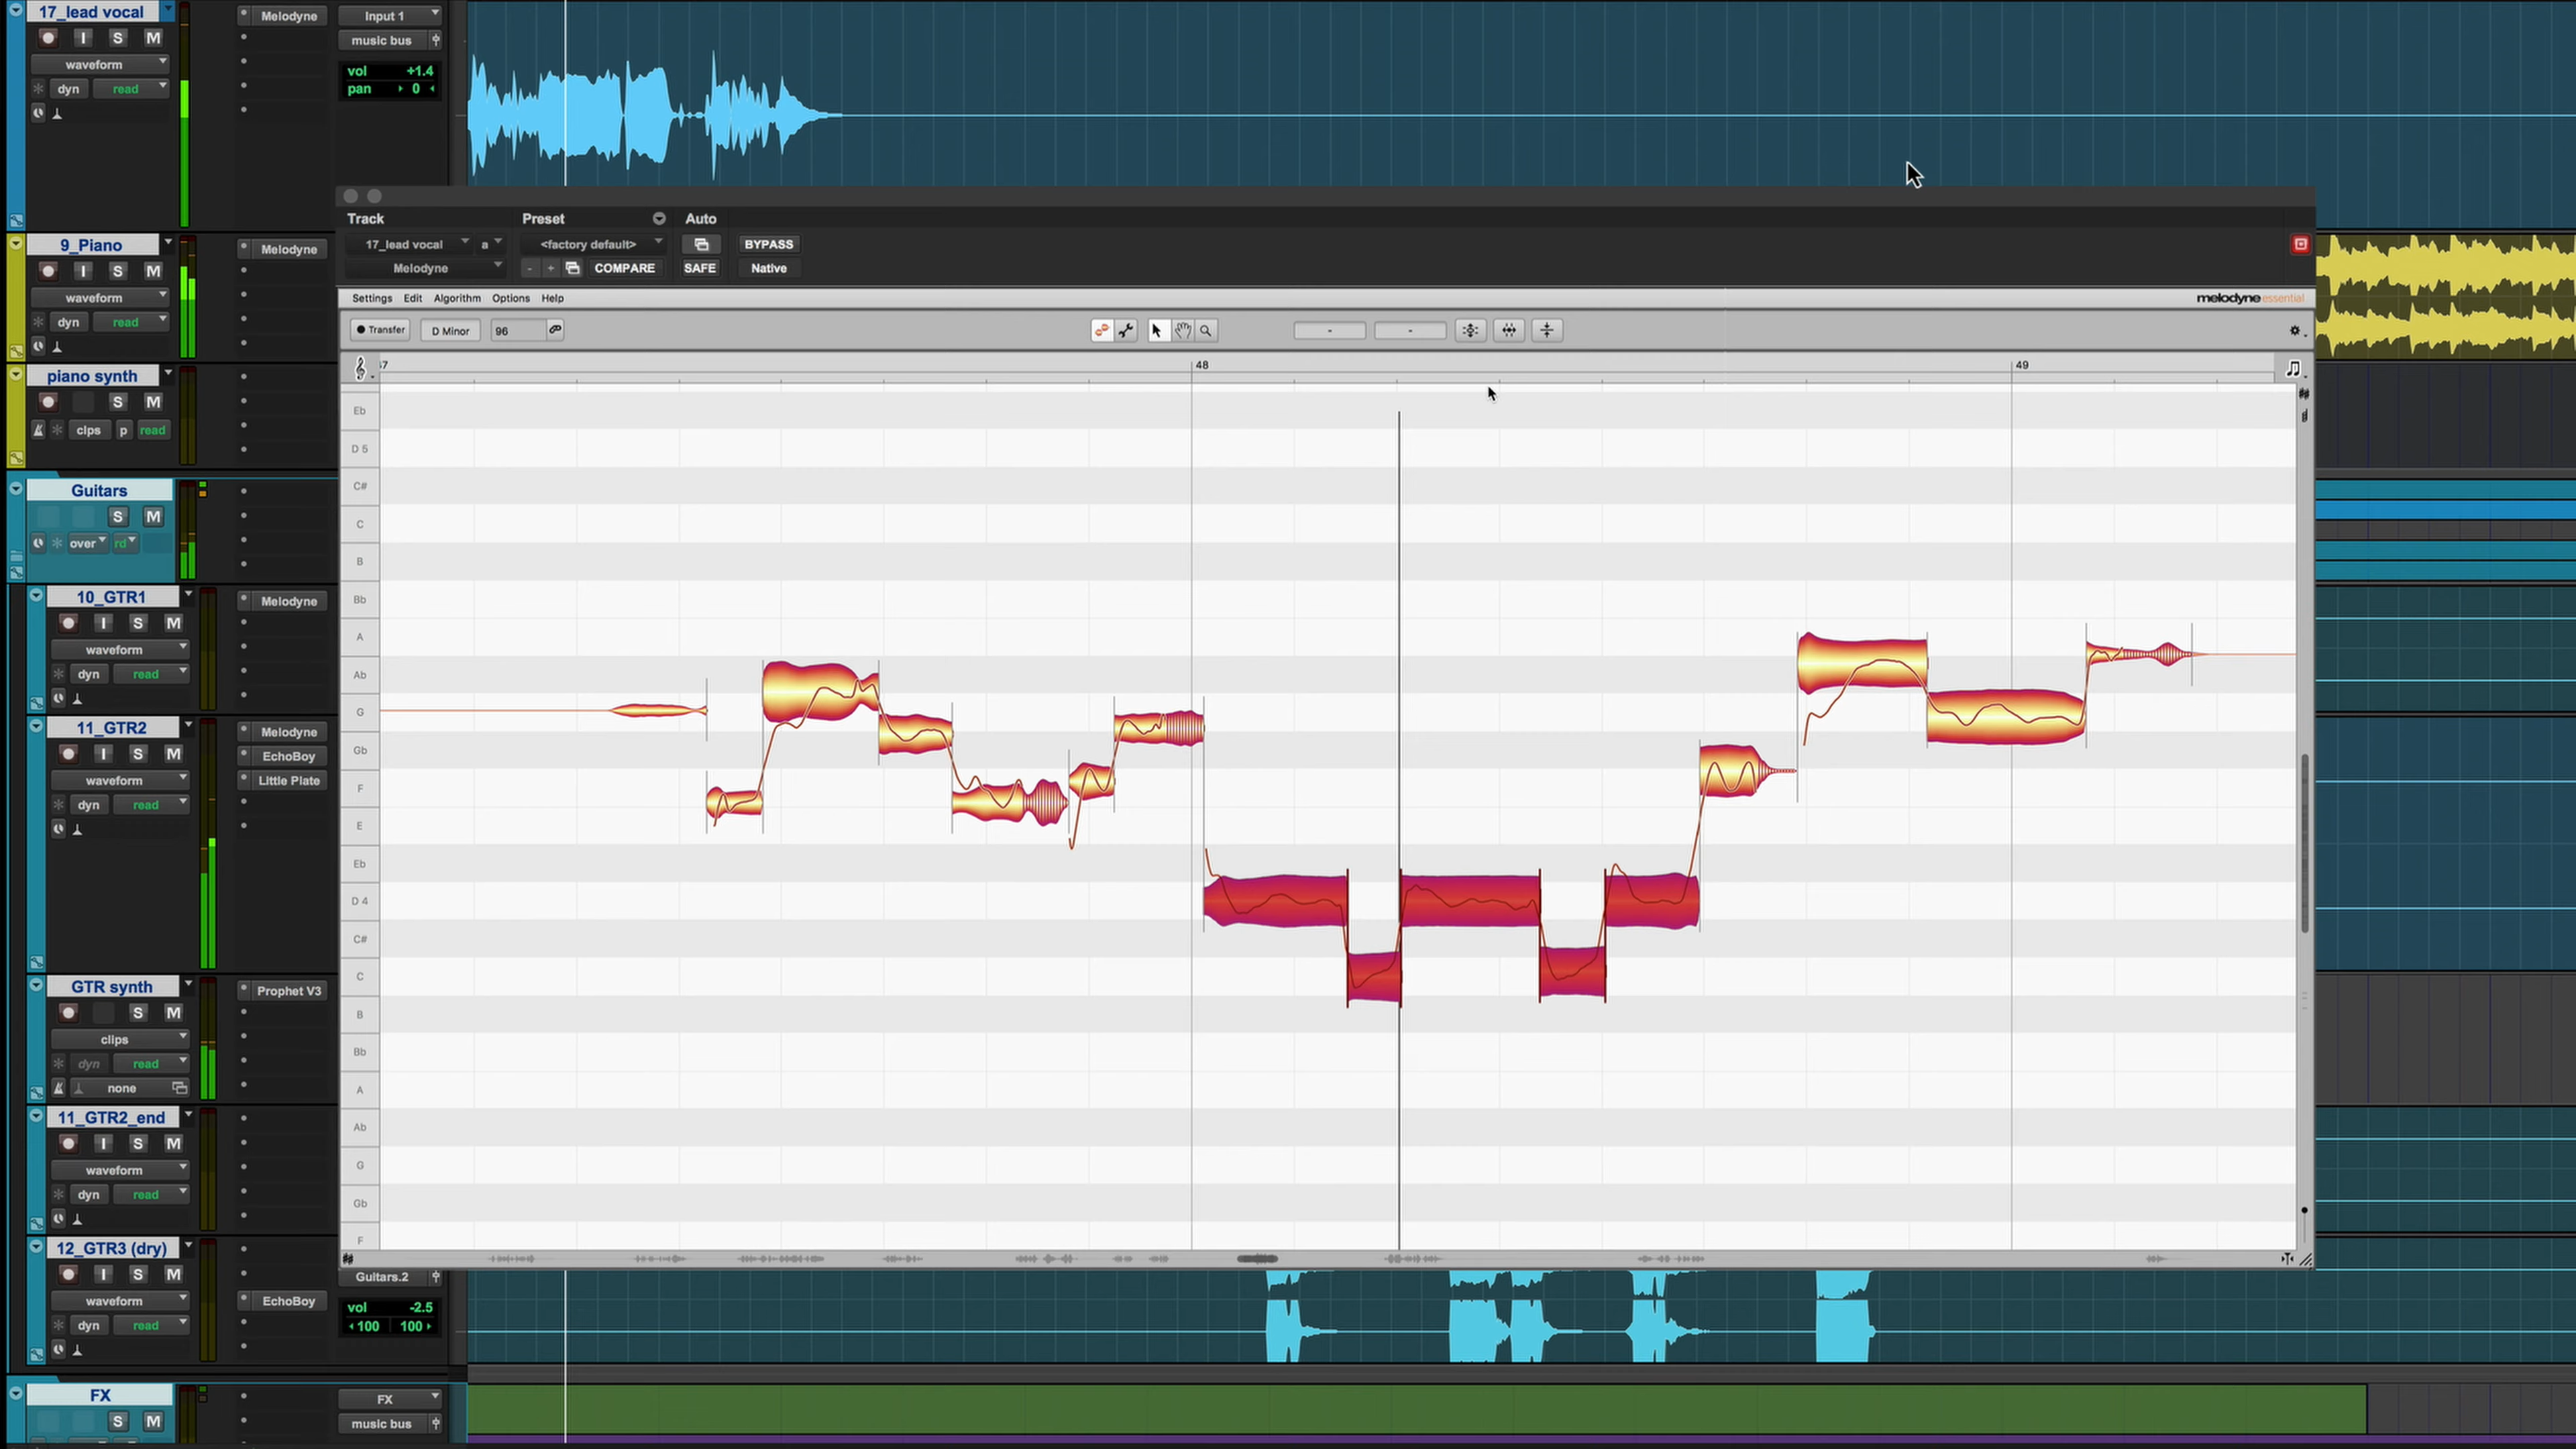 17_lead vocal
I S M
waveform
dyn read
Melodyne
Input 1
music bus
vol +1.4
pan 0
9_Piano
I S M
waveform
dyn read
Melodyne
piano synth
S M
clps p read
Guitars
S M
over rd
10_GTR1
I S M
waveform
dyn read
Melodyne
11_GTR2
I S M
waveform
dyn read
Melodyne
EchoBoy
Little Plate
GTR synth
S M
clips
dyn read
none
Prophet V3
11_GTR2_end
I S M
waveform
dyn read
12_GTR3 (dry)
I S M
waveform
dyn read
EchoBoy
Guitars.2
vol -2.5
100 100
FX
S M
FX
music bus
Track Preset Auto
17_lead vocal a <factory default> BYPASS
Melodyne - + COMPARE SAFE Native
Settings Edit Algorithm Options Help
melodyne essential
Transfer D Minor 96 - -
7 48 49
Eb
D 5
C#
C
B
Bb
A
Ab
G
Gb
F
E
Eb
D 4
C#
C
B
Bb
A
Ab
G
Gb
F